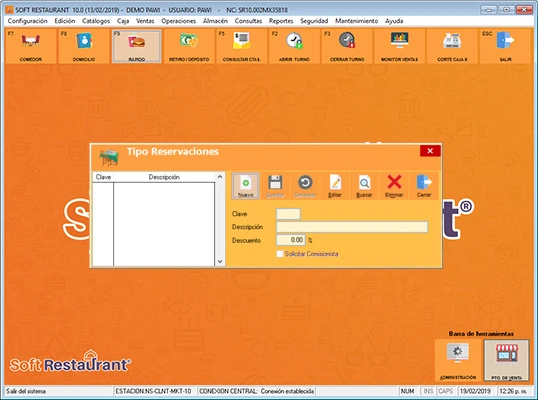 SOFT RESTAURANT 10.0 (13/02/2019) - DEMO PAWI - USUARIO: PAWI - NC: SR10.002MKX35818
Configuración Edición Catálogos Caja Ventas Operaciones Almacén Consultas Reportes Seguridad Mantenimiento Ayuda
F7 F8 F9 F5 F2 F3 ESC
COMEDOR DOMICILIO RÁPIDO RETIRO / DEPÓSITO CONSULTAR CTA. ABRIR TURNO CERRAR TURNO MONITOR VENTAS CORTE CAJA X SALIR
Tipo Reservaciones
Clave Descripción
Nuevo Editar Buscar Eliminar Cerrar
Clave
Descripción
Descuento 0.00 %
Solicitar Comisionista
Barra de herramientas
Soft Restaurant®
ADMINISTRACIÓN PTO. DE VENTA
Salir del sistema ESTACION:NS-CLNT-MKT-10 CONEXION CENTRAL: Conexión establecida NUM INS CAPS 19/02/2019 12:26 p. m.